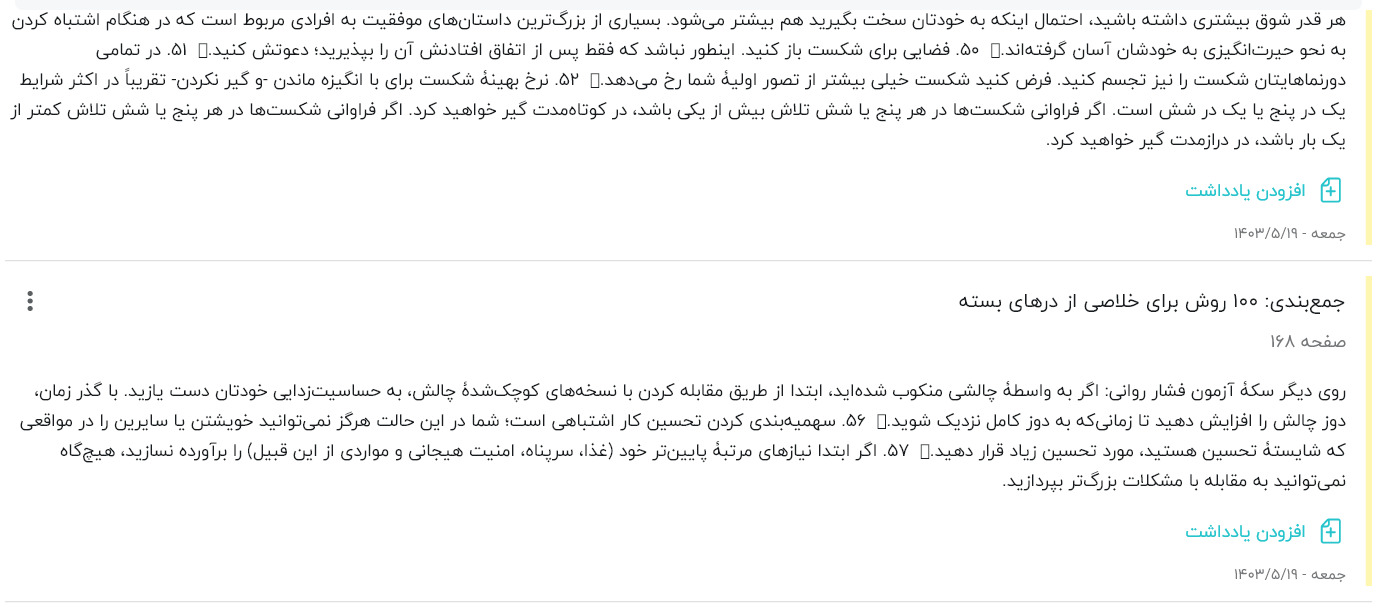 هر قدر شوق بیشتری داشته باشید، احتمال اینکه به خودتان سخت بگیرید هم بیشتر می‌شود. بسیاری از بزرگ‌ترین داستان‌های موفقیت به افرادی مربوط است که در هنگام اشتباه کردن
به نحو حیرت‌انگیزی به خودشان آسان گرفته‌اند.▯ ۵۰. فضایی برای شکست باز کنید. اینطور نباشد که فقط پس از اتفاق افتادنش آن را بپذیرید؛ دعوتش کنید.▯ ۵۱. در تمامی
دورنماهایتان شکست را نیز تجسم کنید. فرض کنید شکست خیلی بیشتر از تصور اولیهٔ شما رخ می‌دهد.▯ ۵۲. نرخ بهینهٔ شکست برای با انگیزه ماندن -و گیر نکردن- تقریباً در اکثر شرایط
یک در پنج یا یک در شش است. اگر فراوانی شکست‌ها در هر پنج یا شش تلاش بیش از یکی باشد، در کوتاه‌مدت گیر خواهید کرد. اگر فراوانی شکست‌ها در هر پنج یا شش تلاش کمتر از
یک بار باشد، در درازمدت گیر خواهید کرد.
افزودن یادداشت
جمعه - ۱۴۰۳/۵/۱۹
جمع‌بندی: ۱۰۰ روش برای خلاصی از درهای بسته
صفحه ۱۶۸
روی دیگر سکهٔ آزمون فشار روانی: اگر به واسطهٔ چالشی منکوب شده‌اید، ابتدا از طریق مقابله کردن با نسخه‌های کوچک‌شدهٔ چالش، به حساسیت‌زدایی خودتان دست یازید. با گذر زمان،
دوز چالش را افزایش دهید تا زمانی‌که به دوز کامل نزدیک شوید.▯ ۵۶. سهمیه‌بندی کردن تحسین کار اشتباهی است؛ شما در این حالت هرگز نمی‌توانید خویشتن یا سایرین را در مواقعی
که شایستهٔ تحسین هستید، مورد تحسین زیاد قرار دهید.▯ ۵۷. اگر ابتدا نیازهای مرتبهٔ پایین‌تر خود (غذا، سرپناه، امنیت هیجانی و مواردی از این قبیل) را برآورده نسازید، هیچ‌گاه
نمی‌توانید به مقابله با مشکلات بزرگ‌تر بپردازید.
افزودن یادداشت
جمعه - ۱۴۰۳/۵/۱۹